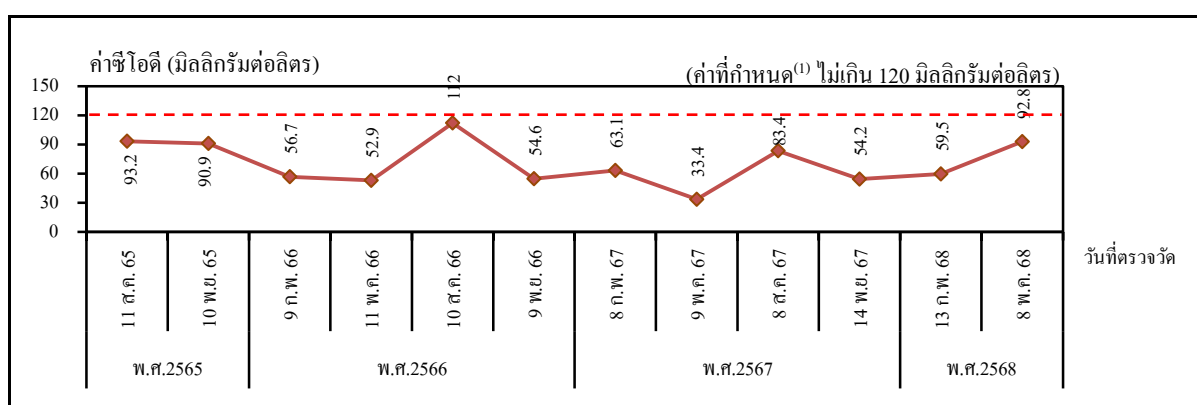 ค่าซีโอดี (มิลลิกรัมต่อลิตร)
(ค่าที่กำหนด(1) ไม่เกิน 120 มิลลิกรัมต่อลิตร)
150
120
90
60
30
0
93.2
90.9
56.7
52.9
112
54.6
63.1
33.4
83.4
54.2
59.5
92.8
11 ส.ค. 65
10 พ.ย. 65
9 ก.พ. 66
11 พ.ค. 66
10 ส.ค. 66
9 พ.ย. 66
8 ก.พ. 67
9 พ.ค. 67
8 ส.ค. 67
14 พ.ย. 67
13 ก.พ. 68
8 พ.ค. 68
วันที่ตรวจวัด
พ.ศ.2565
พ.ศ.2566
พ.ศ.2567
พ.ศ.2568